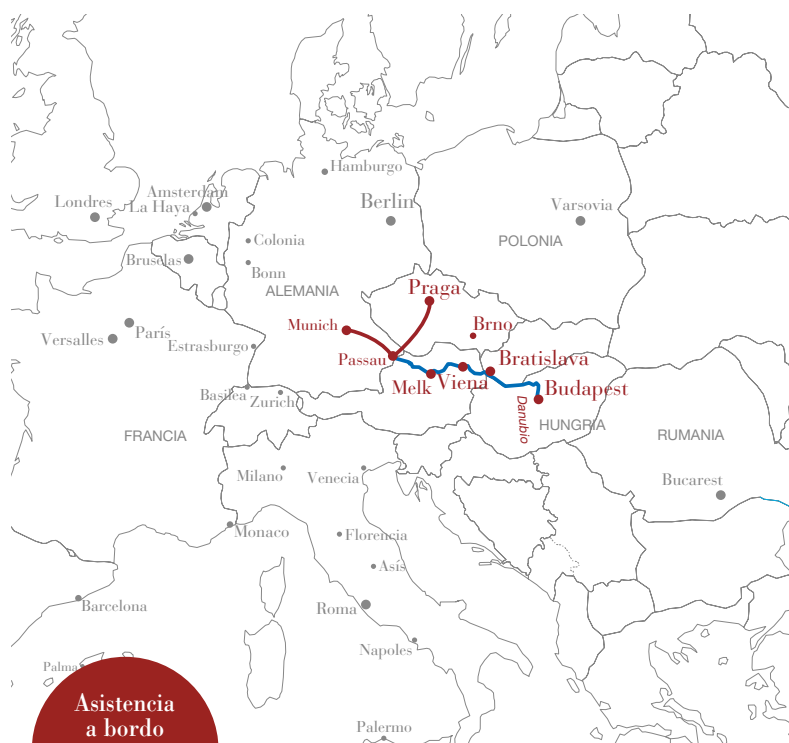 Hamburgo
Amsterdam
Londres
La Haya
Berlin
Varsovia
Colonia
POLONIA
Bruselas
Bonn
ALEMANIA
Praga
Munich
Brno
París
Versalles
Estrasburgo
Passau
Bratislava
Melk
Viena
Budapest
Basilea
Zurich
Danubio
HUNGRIA
FRANCIA
RUMANIA
Milano
Venecia
Bucarest
Monaco
Florencia
Asís
Barcelona
Roma
Napoles
Palma
Asistencia
a bordo
Palermo